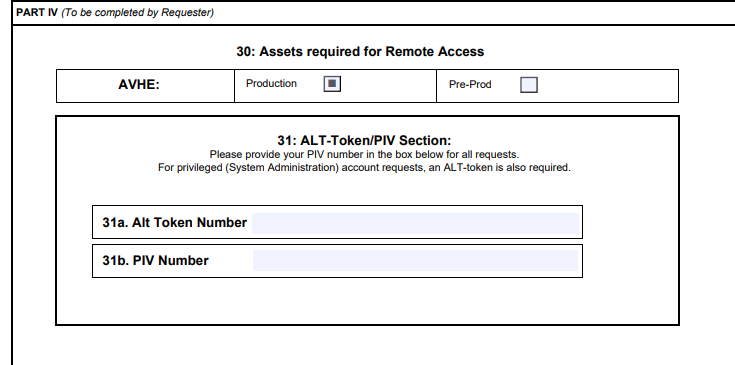 PART IV (To be completed by Requester)
30: Assets required for Remote Access
AVHE: Production Pre-Prod
31: ALT-Token/PIV Section:
Please provide your PIV number in the box below for all requests.
For privileged (System Administration) account requests, an ALT-token is also required.
31a. Alt Token Number
31b. PIV Number